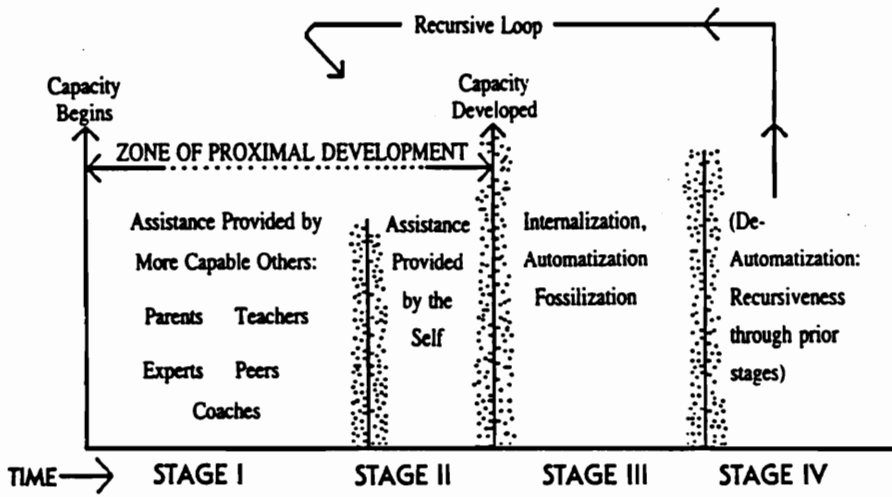 Recursive Loop
Capacity
Begins
Capacity
Developed
ZONE OF PROXIMAL DEVELOPMENT
Assistance Provided by
More Capable Others:
Parents Teachers
Experts Peers
Coaches
Assistance
Provided
by the
Self
Internalization,
Automatization
Fossilization
(De-
Automatization:
Recursiveness
through prior
stages)
TIME
STAGE I
STAGE II
STAGE III
STAGE IV